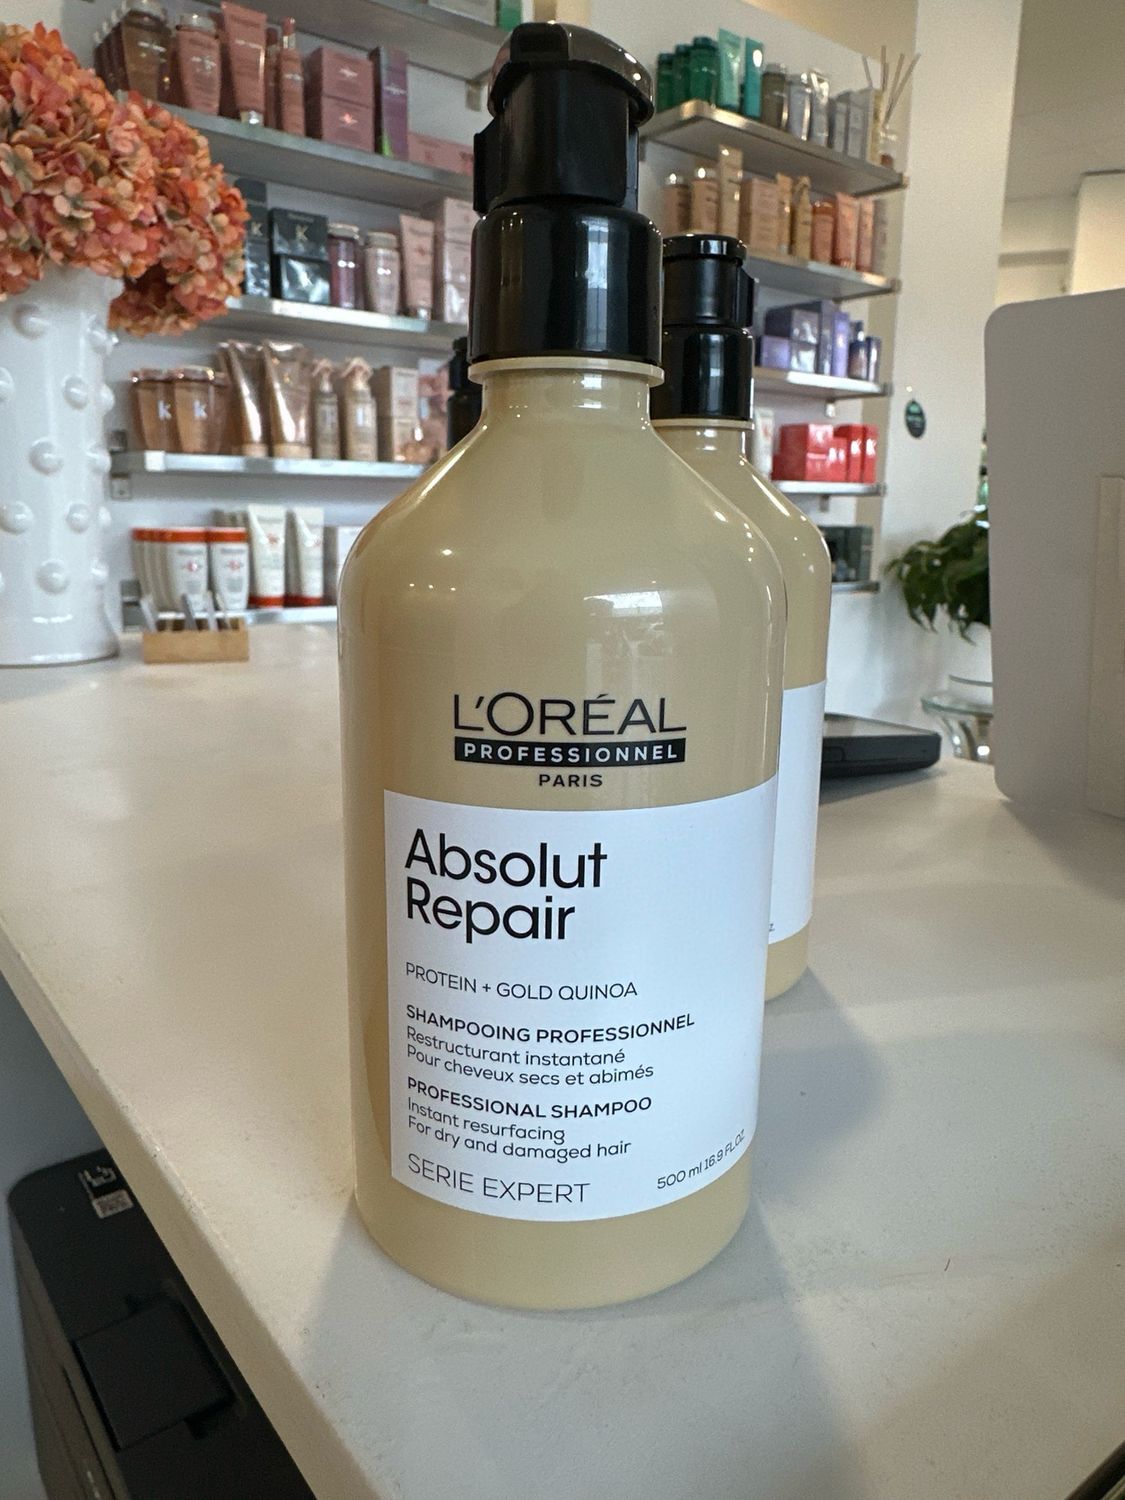 L'ORÉAL
PROFESSIONNEL
PARIS
Absolut
Repair
PROTEIN + GOLD QUINOA
SHAMPOOING PROFESSIONNEL
Restructurant instantané
Pour cheveux secs et abimés
PROFESSIONAL SHAMPOO
Instant resurfacing
For dry and damaged hair
SERIE EXPERT
500 ml 16.9 FL.OZ.